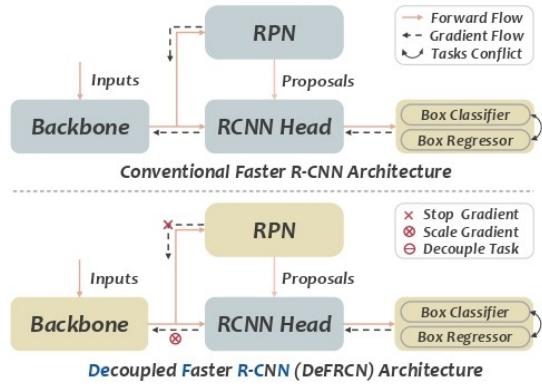 RPN
Forward Flow
Gradient Flow
Tasks Conflict
Inputs
Proposals
Backbone
RCNN Head
Box Classifier
Box Regressor
Conventional Faster R-CNN Architecture
RPN
Stop Gradient
Scale Gradient
Decouple Task
Inputs
Proposals
Backbone
RCNN Head
Box Classifier
Box Regressor
Decoupled Faster R-CNN (DeFRCN) Architecture